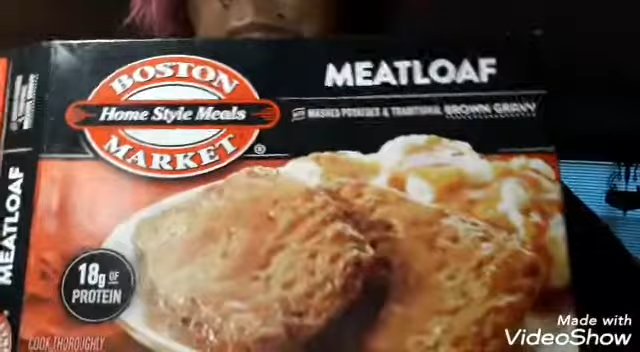 BOSTON
Home Style Meals
MARKET®
MEATLOAF
WITH MASHED POTATOES & TRADITIONAL BROWN GRAVY
MEATLOAF
18g OF
PROTEIN
COOK THOROUGHLY
Made with
VideoShow